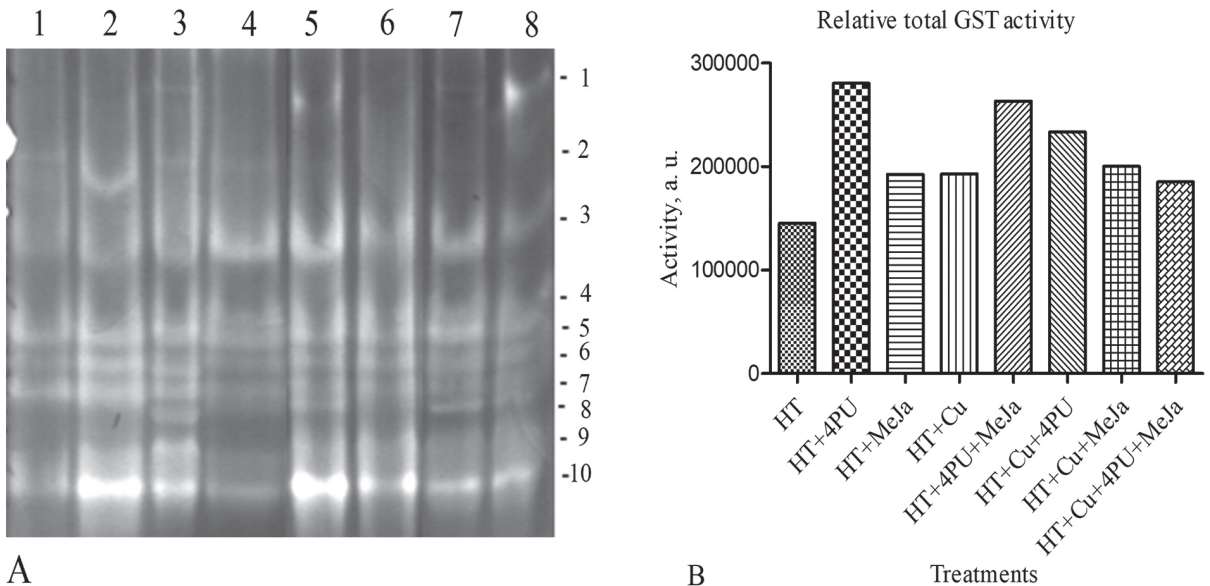 1 2 3 4 5 6 7 8
- 1
- 2
- 3
- 4
- 5
- 6
- 7
- 8
- 9
-10
A
Relative total GST activity
Activity, a. u.
300000
200000
100000
0
HT
HT+4PU
HT+MeJa
HT+Cu
HT+4PU+MeJa
HT+Cu+4PU
HT+Cu+MeJa
HT+Cu+4PU+MeJa
B
Treatments